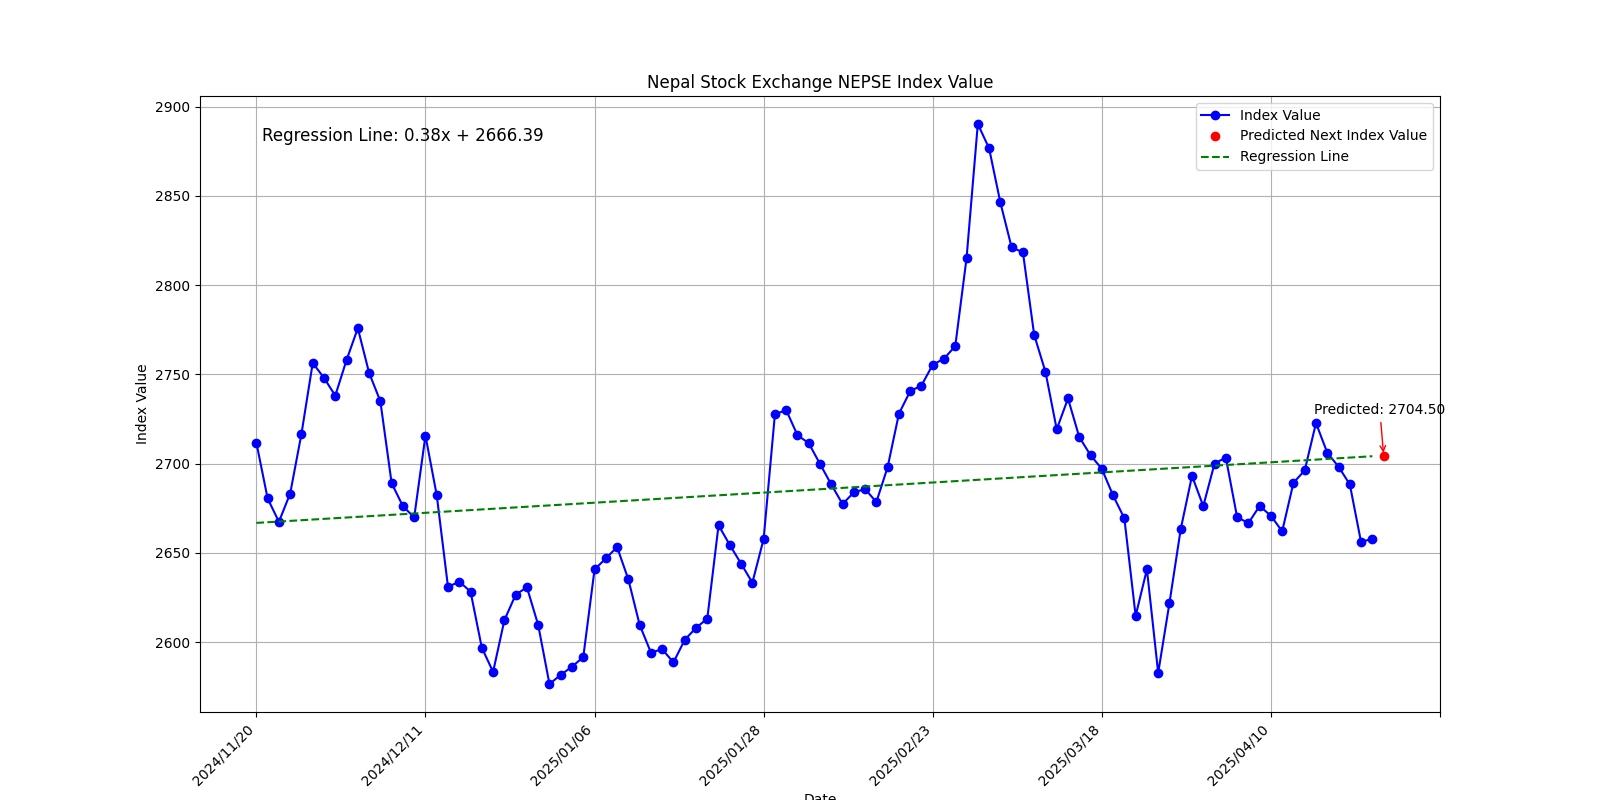 Nepal Stock Exchange NEPSE Index Value
Regression Line: 0.38x + 2666.39
Index Value
Predicted Next Index Value
Regression Line
2900
2850
2800
2750
2700
2650
2600
Index Value
Predicted: 2704.50
2024/11/20
2024/12/11
2025/01/06
2025/01/28
2025/02/23
2025/03/18
2025/04/10
Date